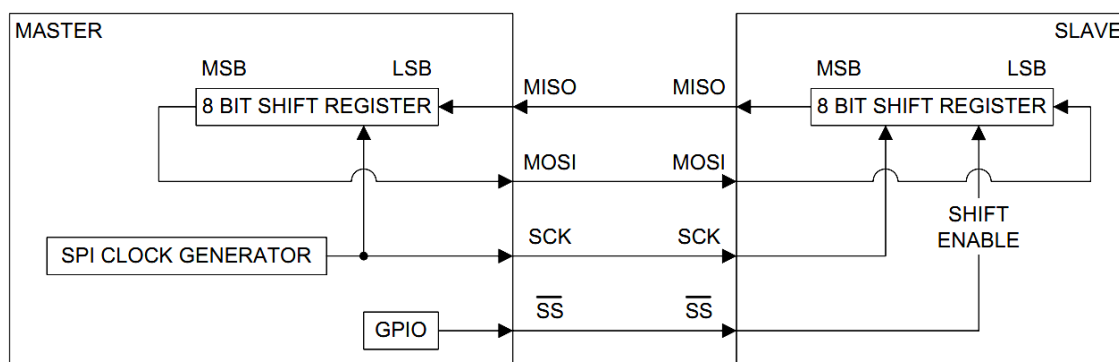 MASTER
SLAVE
MSB LSB
MISO MISO
MSB LSB
8 BIT SHIFT REGISTER
8 BIT SHIFT REGISTER
MOSI MOSI
SHIFT
ENABLE
SPI CLOCK GENERATOR
SCK SCK
GPIO
SS SS